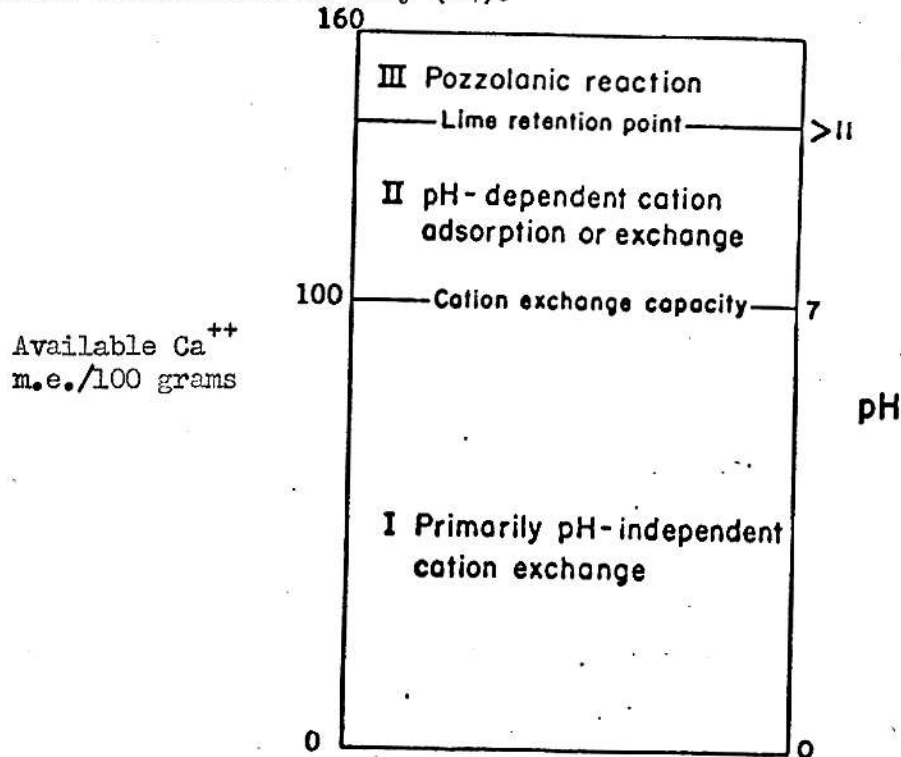 160
III Pozzolanic reaction
Lime retention point >11
II pH-dependent cation
adsorption or exchange
100 Cation exchange capacity 7
Available Ca++
m.e./100 grams
pH
I Primarily pH-independent
cation exchange
0 0